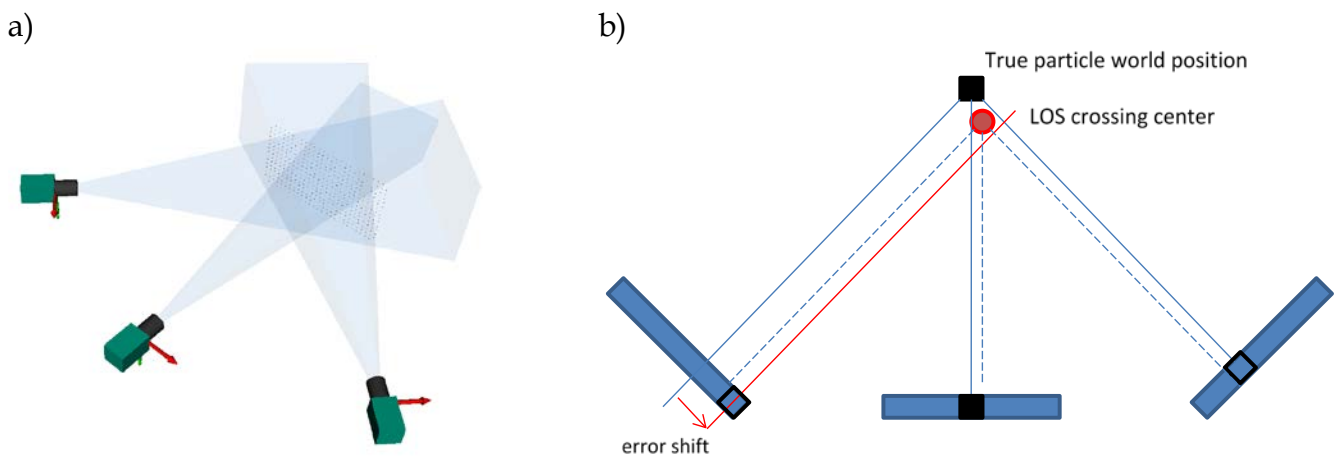 a)
b)
True particle world position
LOS crossing center
error shift